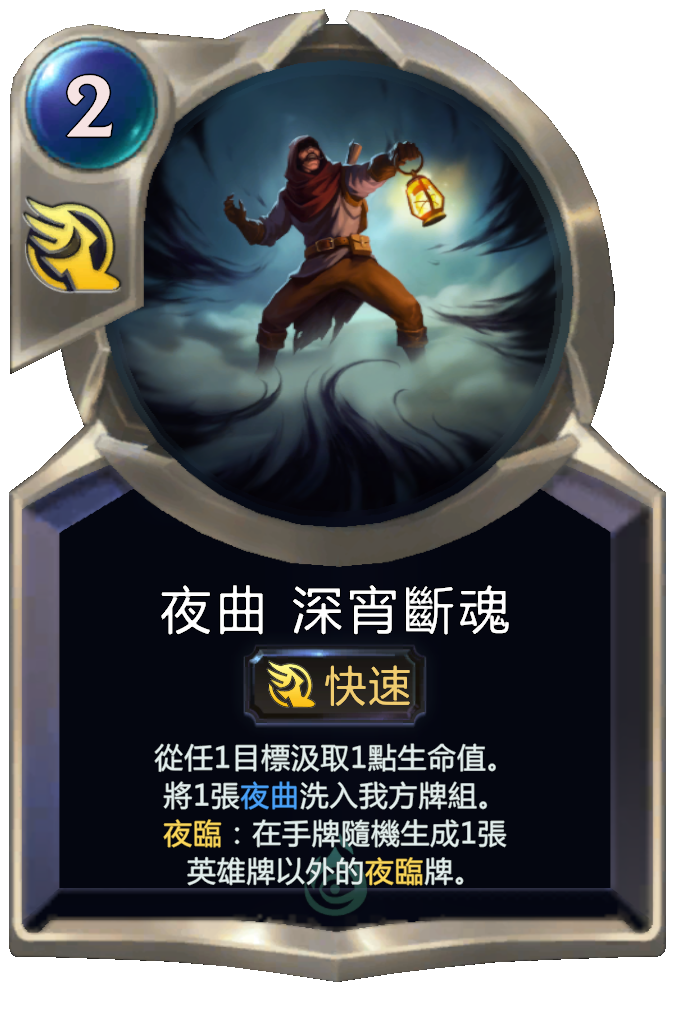 2
夜曲 深宵斷魂
快速
從任1目標汲取1點生命值。
將1張夜曲洗入我方牌組。
夜臨：在手牌隨機生成1張
英雄牌以外的夜臨牌。